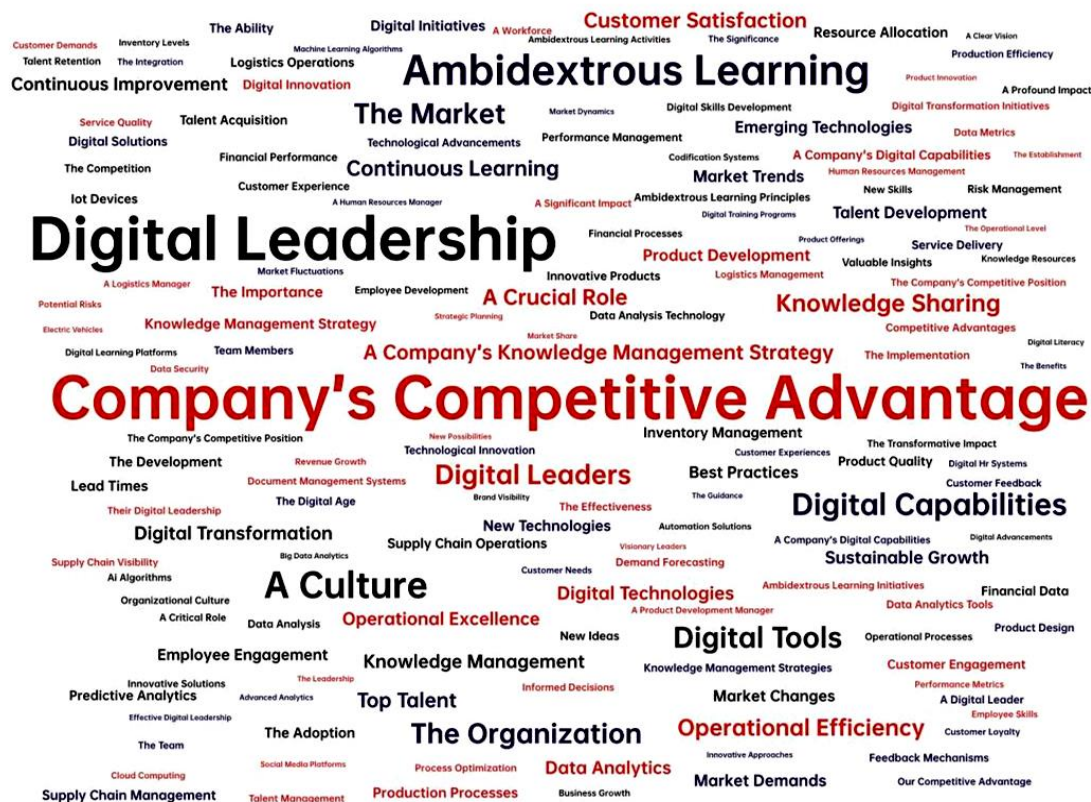 The Ability
Digital Initiatives
A Workforce
Customer Satisfaction
Resource Allocation
A Clear Vision
Customer Demands
Inventory Levels
Machine Learning Algorithms
Ambidextrous Learning Activities
The Significance
Production Efficiency
Talent Retention
The Integration
Logistics Operations
Ambidextrous Learning
Product Innovation
Continuous Improvement
Digital Innovation
A Profound Impact
The Market
Market Dynamics
Digital Skills Development
Digital Transformation Initiatives
Service Quality
Talent Acquisition
Emerging Technologies
Data Metrics
Digital Solutions
Technological Advancements
Performance Management
The Competition
Financial Performance
Continuous Learning
Codification Systems
A Company's Digital Capabilities
The Establishment
Market Trends
Human Resources Management
Customer Experience
New Skills
Risk Management
Iot Devices
A Human Resources Manager
A Significant Impact
Ambidextrous Learning Principles
Digital Training Programs
Talent Development
Digital Leadership
Financial Processes
Product Offerings
The Operational Level
Service Delivery
Product Development
Valuable Insights
Knowledge Resources
Market Fluctuations
Innovative Products
Logistics Management
The Company's Competitive Position
A Logistics Manager
The Importance
Employee Development
A Crucial Role
Knowledge Sharing
Potential Risks
Strategic Planning
Data Analysis Technology
Electric Vehicles
Knowledge Management Strategy
Market Share
Competitive Advantages
Digital Literacy
Digital Learning Platforms
Team Members
A Company's Knowledge Management Strategy
The Implementation
Data Security
The Benefits
Company's Competitive Advantage
The Company's Competitive Position
New Possibilities
Inventory Management
The Transformative Impact
Technological Innovation
Customer Experiences
The Development
Revenue Growth
Digital Leaders
Best Practices
Product Quality
Digital Hr Systems
Lead Times
Document Management Systems
Customer Feedback
The Digital Age
Brand Visibility
The Guidance
Digital Capabilities
Their Digital Leadership
The Effectiveness
Digital Transformation
New Technologies
Automation Solutions
Supply Chain Operations
Visionary Leaders
A Company's Digital Capabilities
Digital Advancements
Supply Chain Visibility
Big Data Analytics
Customer Needs
Demand Forecasting
Sustainable Growth
Ai Algorithms
A Culture
Digital Technologies
Ambidextrous Learning Initiatives
Financial Data
Organizational Culture
A Product Development Manager
Data Analytics Tools
A Critical Role
Data Analysis
Operational Excellence
New Ideas
Digital Tools
Operational Processes
Product Design
Employee Engagement
Knowledge Management
Knowledge Management Strategies
Customer Engagement
Innovative Solutions
The Leadership
Informed Decisions
Performance Metrics
Predictive Analytics
Advanced Analytics
Top Talent
Market Changes
A Digital Leader
Effective Digital Leadership
Employee Skills
The Adoption
The Organization
Operational Efficiency
Customer Loyalty
The Team
Innovative Approaches
Feedback Mechanisms
Cloud Computing
Social Media Platforms
Process Optimization
Data Analytics
Market Demands
Our Competitive Advantage
Supply Chain Management
Talent Management
Production Processes
Business Growth